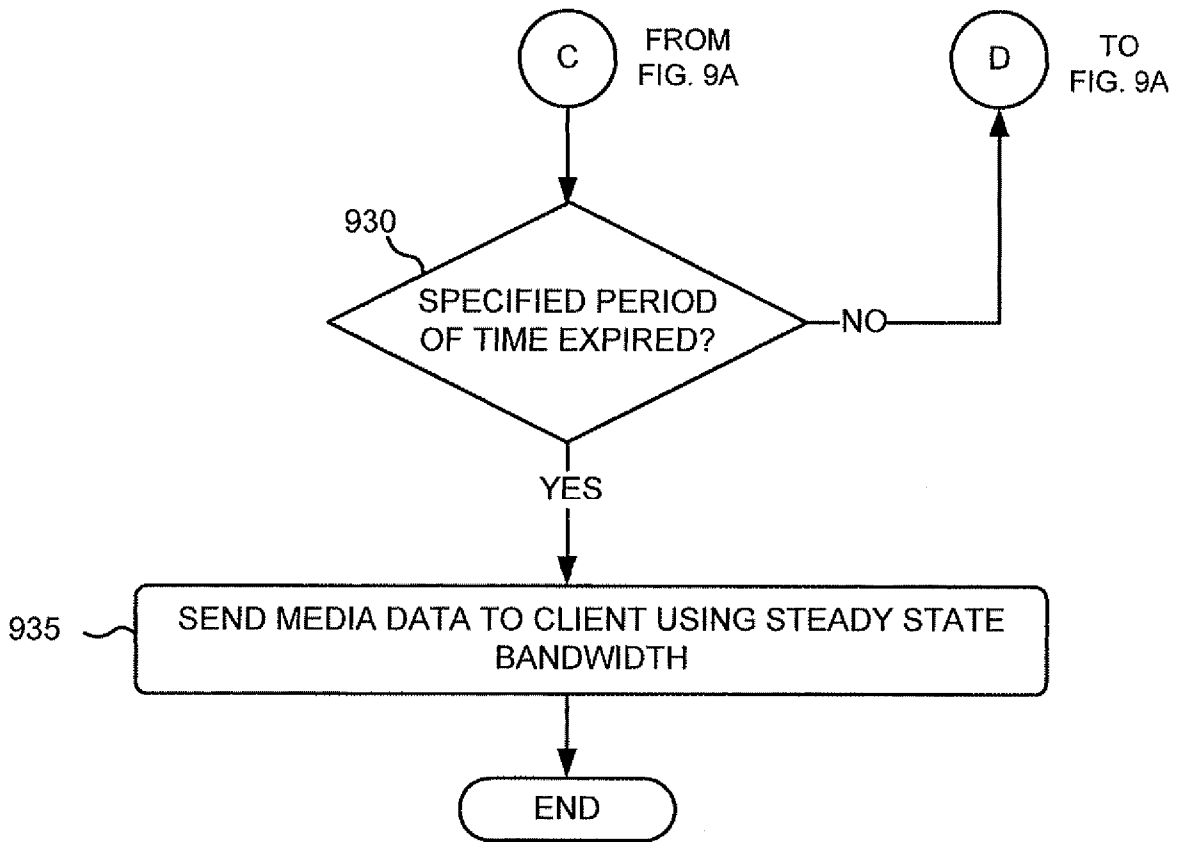 C
FROM
FIG. 9A
D
TO
FIG. 9A
930
SPECIFIED PERIOD
OF TIME EXPIRED?
NO
YES
935
SEND MEDIA DATA TO CLIENT USING STEADY STATE
BANDWIDTH
END